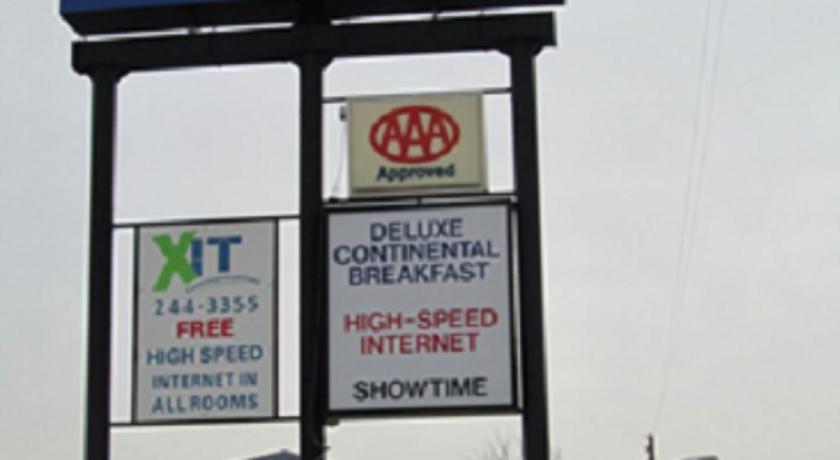 AAA
Approved
XIT
244-3355
FREE
HIGH SPEED
INTERNET IN
ALL ROOMS
DELUXE
CONTINENTAL
BREAKFAST
HIGH-SPEED
INTERNET
SHOWTIME